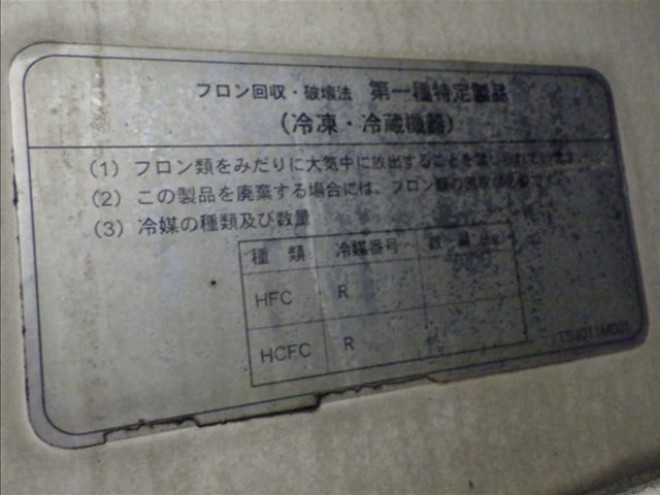 フロン回収・破壊法 第一種特定製品
（冷凍・冷蔵機器）
（1）フロン類をみだりに大気中に放出することを禁じられています。
（2）この製品を廃棄する場合には、フロン類の回収が必要です。
（3）冷媒の種類及び数量
種 類 冷媒番号 数 量
HFC R
HCFC R
TSJ011M001